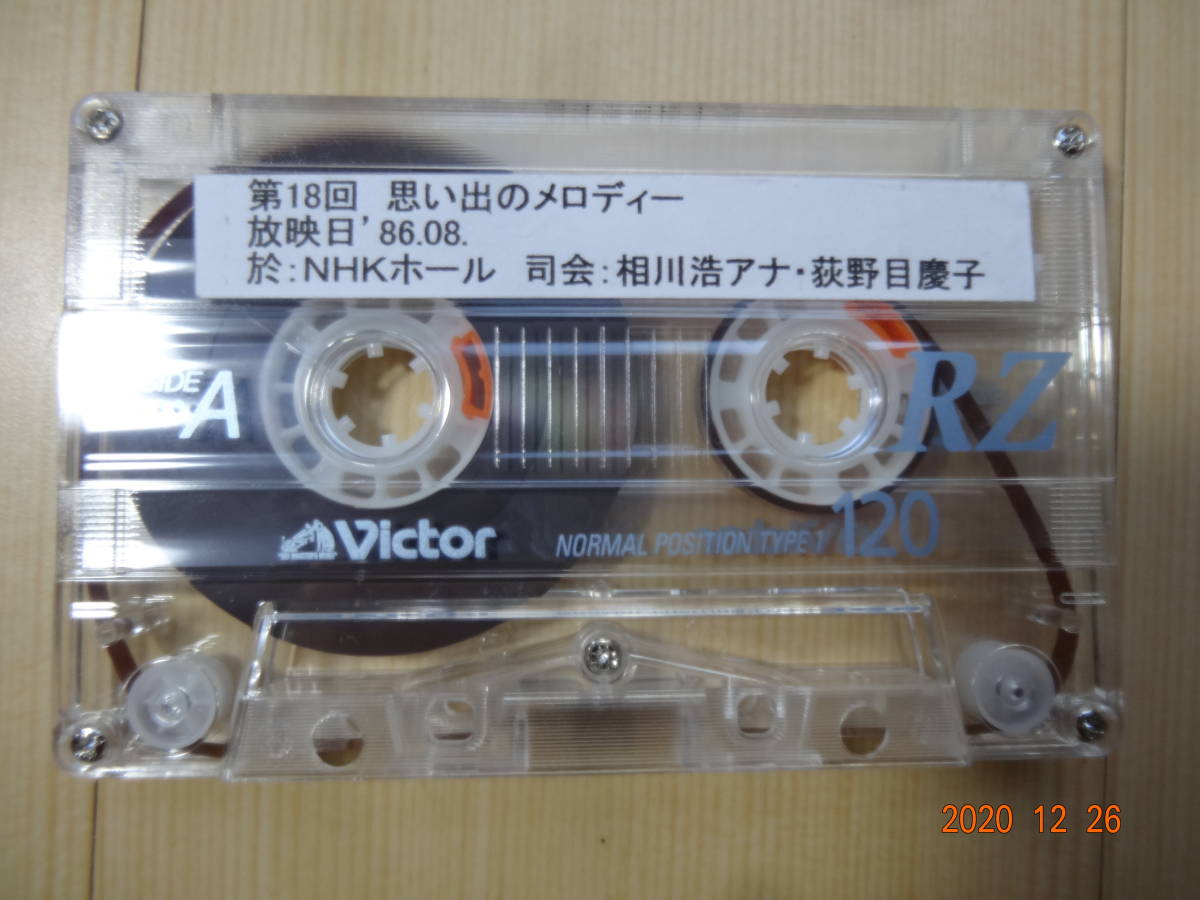 第18回 思い出のメロディー
放映日'86.08.
於:NHKホール 司会:相川浩アナ・荻野目慶子
SIDE A
RZ
Victor
NORMAL POSITION TYPE I
120
2020 12 26